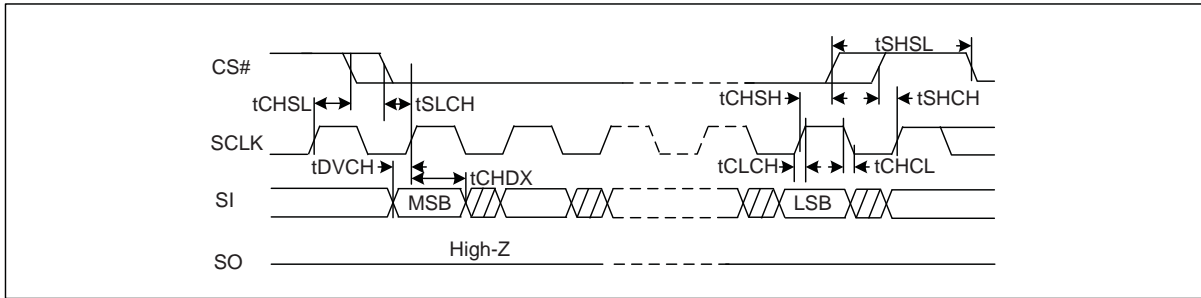 tSHSL
CS#
tCHSL
tSLCH
tCHSH
tSHCH
SCLK
tDVCH
tCHDX
tCLCH
tCHCL
SI
MSB
LSB
High-Z
SO